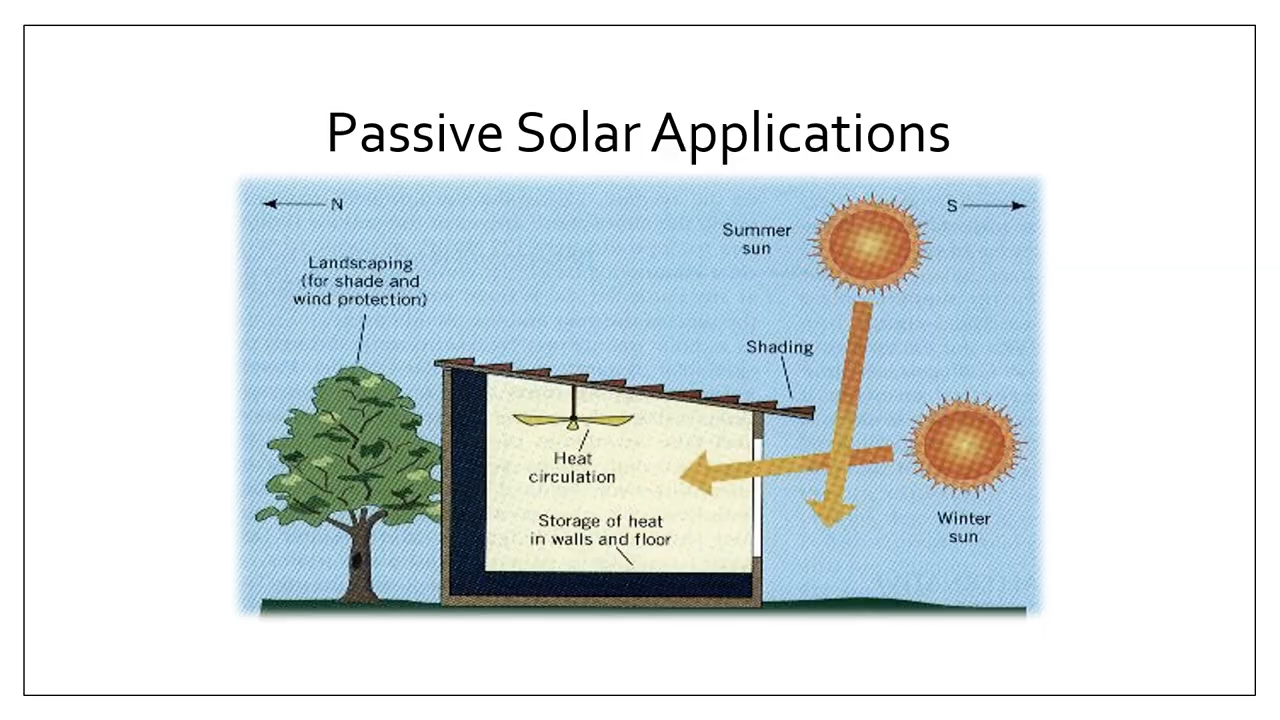 Passive Solar Applications
N
S
Summer
sun
Landscaping
(for shade and
wind protection)
Shading
Heat
circulation
Storage of heat
in walls and floor
Winter
sun